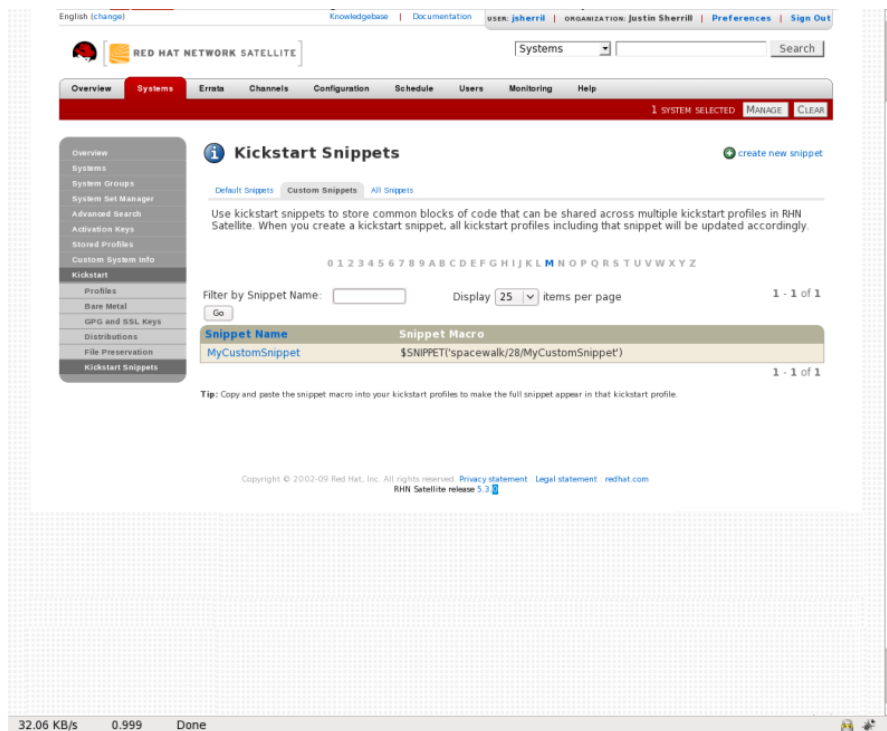 English (change) Knowledgebase | Documentation USER: jsherril | ORGANIZATION: Justin Sherrill | Preferences | Sign Out
RED HAT NETWORK SATELLITE Systems Search
Overview Systems Errata Channels Configuration Schedule Users Monitoring Help
1 SYSTEM SELECTED MANAGE CLEAR
Overview
Systems
System Groups
System Set Manager
Advanced Search
Activation Keys
Stored Profiles
Custom System Info
Kickstart
Profiles
Bare Metal
GPG and SSL Keys
Distributions
File Preservation
Kickstart Snippets
Kickstart Snippets create new snippet
Default Snippets Custom Snippets All Snippets
Use kickstart snippets to store common blocks of code that can be shared across multiple kickstart profiles in RHN
Satellite. When you create a kickstart snippet, all kickstart profiles including that snippet will be updated accordingly.
0 1 2 3 4 5 6 7 8 9 A B C D E F G H I J K L M N O P Q R S T U V W X Y Z
Filter by Snippet Name: Display 25 items per page 1 - 1 of 1
Go
Snippet Name Snippet Macro
MyCustomSnippet $SNIPPET('spacewalk/28/MyCustomSnippet')
1 - 1 of 1
Tip: Copy and paste the snippet macro into your kickstart profiles to make the full snippet appear in that kickstart profile.
Copyright © 2002-09 Red Hat, Inc. All rights reserved. Privacy statement : Legal statement : redhat.com
RHN Satellite release 5.3.0
32.06 KB/s 0.999 Done